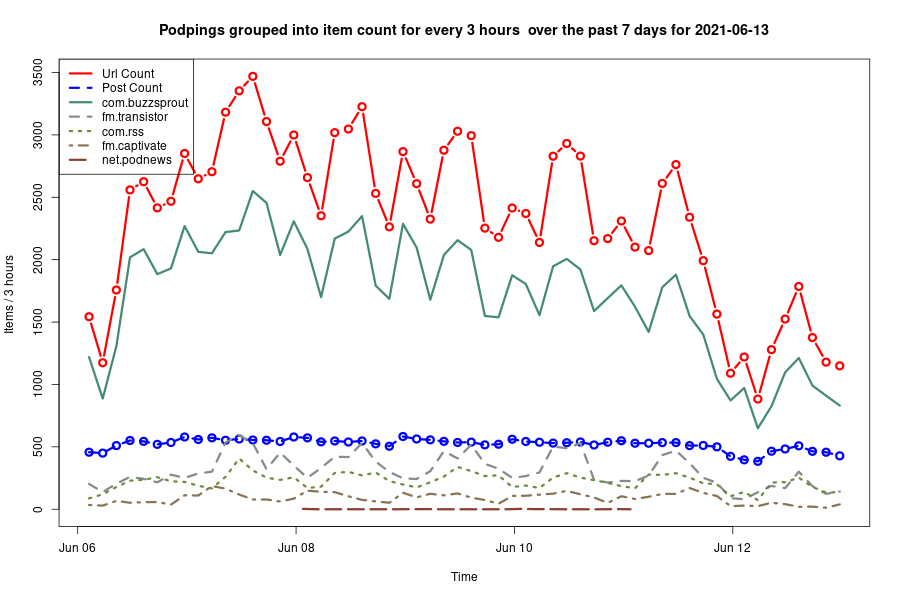 Podpings grouped into item count for every 3 hours  over the past 7 days for 2021-06-13
Url Count
Post Count
com.buzzsprout
fm.transistor
com.rss
fm.captivate
net.podnews
Items / 3 hours
3500
3000
2500
2000
1500
1000
500
0
Jun 06
Jun 08
Jun 10
Jun 12
Time